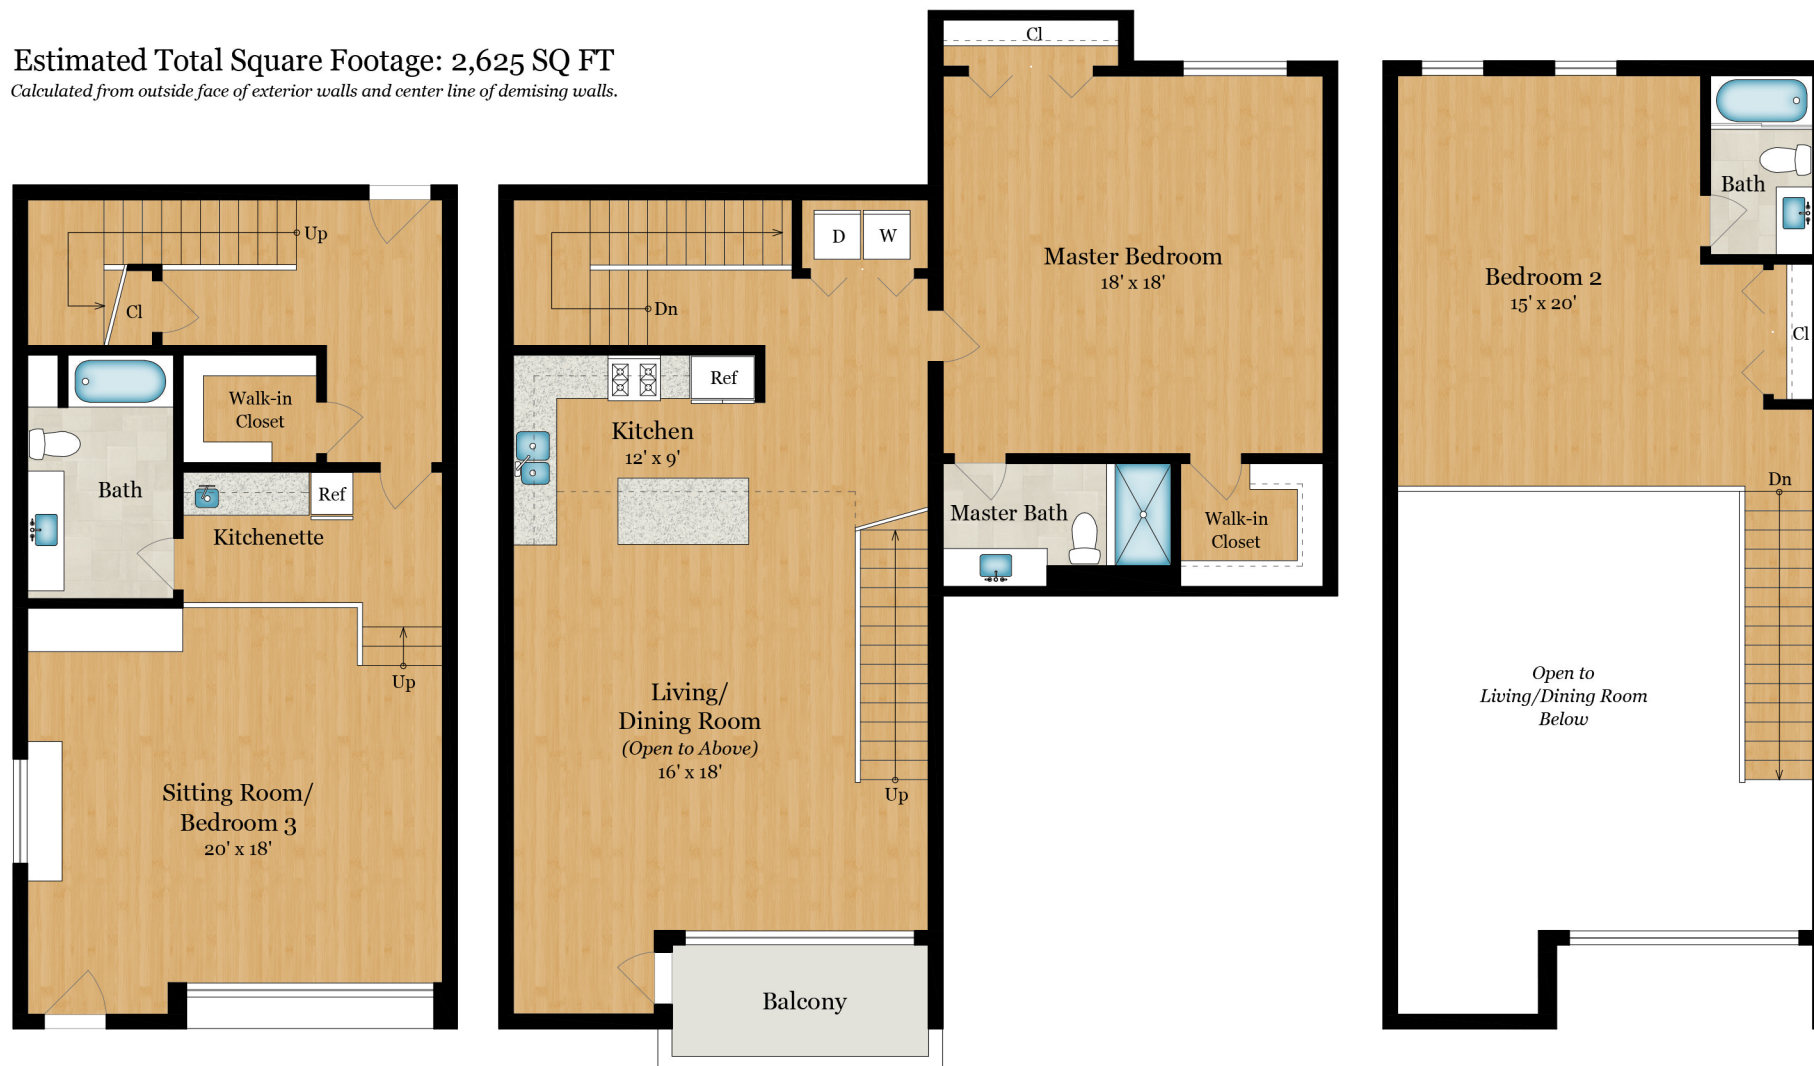 Estimated Total Square Footage: 2,625 SQ FT
Calculated from outside face of exterior walls and center line of demising walls.
Up
Cl
Walk-in
Closet
Bath
Ref
Kitchenette
Up
Sitting Room/
Bedroom 3
20' x 18'
D
W
Dn
Ref
Kitchen
12' x 9'
Living/
Dining Room
(Open to Above)
16' x 18'
Up
Balcony
Cl
Master Bedroom
18' x 18'
Master Bath
Walk-in
Closet
Bath
Bedroom 2
15' x 20'
Cl
Dn
Open to
Living/Dining Room
Below